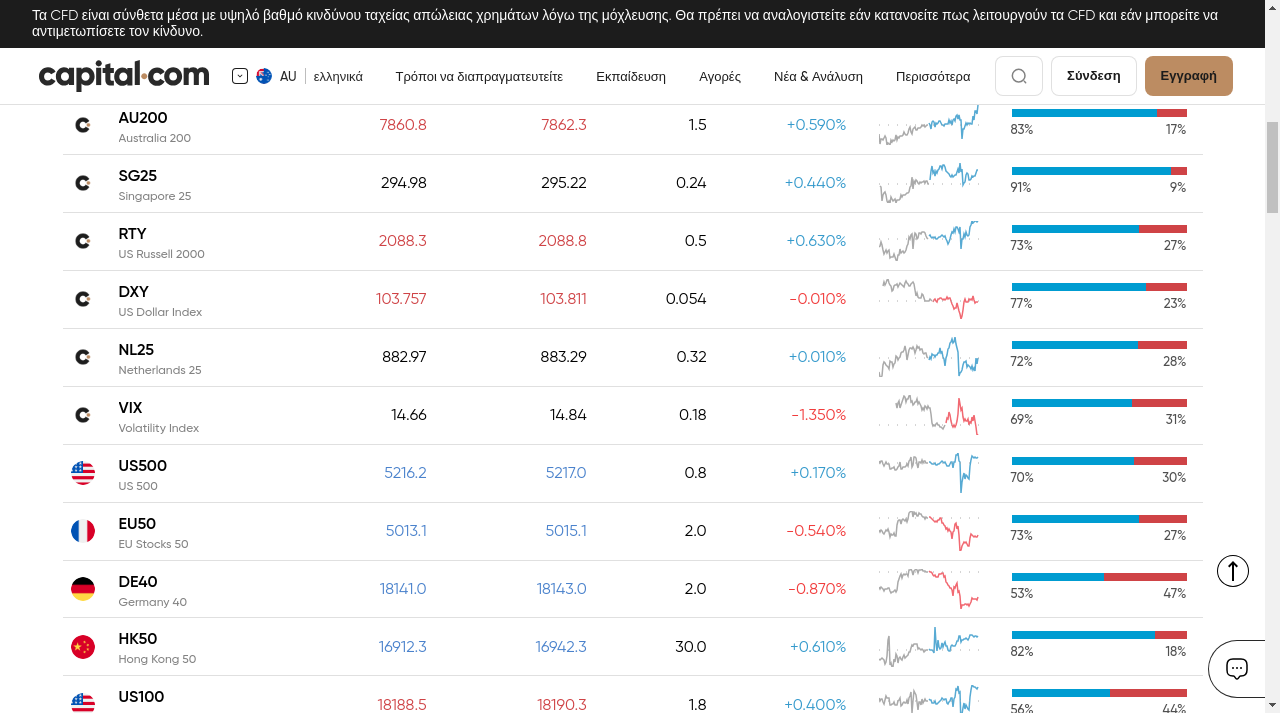 Τα CFD είναι σύνθετα μέσα με υψηλό βαθμό κινδύνου ταχείας απώλειας χρημάτων λόγω της μόχλευσης. Θα πρέπει να αναλογιστείτε εάν κατανοείτε πως λειτουργούν τα CFD και εάν μπορείτε να
αντιμετωπίσετε τον κίνδυνο.
capital.com AU ελληνικά Τρόποι να διαπραγματευτείτε Εκπαίδευση Αγορές Νέα & Ανάλυση Περισσότερα Σύνδεση Εγγραφή
AU200
Australia 200
7860.8 7862.3 1.5 +0.590% 83% 17%
SG25
Singapore 25
294.98 295.22 0.24 +0.440% 91% 9%
RTY
US Russell 2000
2088.3 2088.8 0.5 +0.630% 73% 27%
DXY
US Dollar Index
103.757 103.811 0.054 -0.010% 77% 23%
NL25
Netherlands 25
882.97 883.29 0.32 +0.010% 72% 28%
VIX
Volatility Index
14.66 14.84 0.18 -1.350% 69% 31%
US500
US 500
5216.2 5217.0 0.8 +0.170% 70% 30%
EU50
EU Stocks 50
5013.1 5015.1 2.0 -0.540% 73% 27%
DE40
Germany 40
18141.0 18143.0 2.0 -0.870% 53% 47%
HK50
Hong Kong 50
16912.3 16942.3 30.0 +0.610% 82% 18%
US100
18188.5 18190.3 1.8 +0.400% 56% 44%